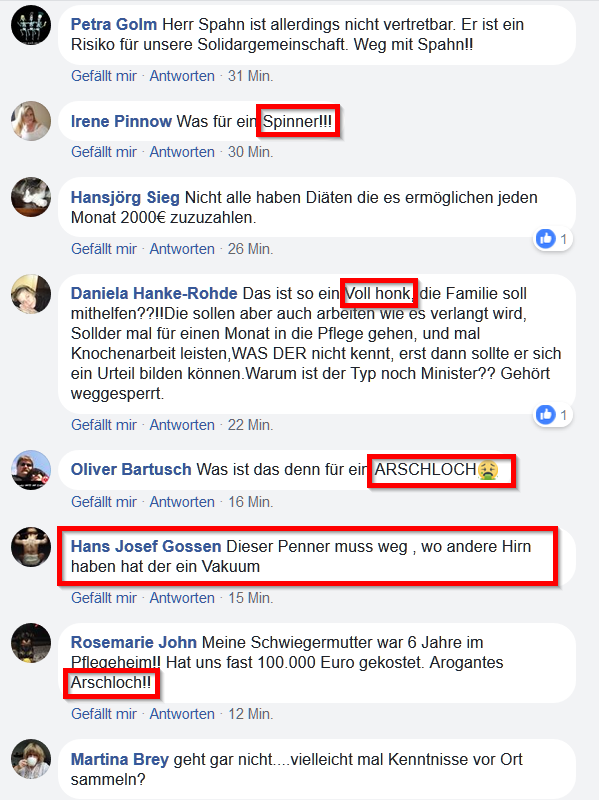 Petra Golm Herr Spahn ist allerdings nicht vertretbar. Er ist ein
Risiko für unsere Solidargemeinschaft. Weg mit Spahn!!
Gefällt mir · Antworten · 31 Min.
Irene Pinnow Was für ein Spinner!!!
Gefällt mir · Antworten · 30 Min.
Hansjörg Sieg Nicht alle haben Diäten die es ermöglichen jeden
Monat 2000€ zuzuzahlen.
1
Gefällt mir · Antworten · 26 Min.
Daniela Hanke-Rohde Das ist so ein Voll honk, die Familie soll
mithelfen??!!Die sollen aber auch arbeiten wie es verlangt wird,
Sollder mal für einen Monat in die Pflege gehen, und mal
Knochenarbeit leisten,WAS DER nicht kennt, erst dann sollte er sich
ein Urteil bilden können.Warum ist der Typ noch Minister?? Gehört
weggesperrt.
1
Gefällt mir · Antworten · 22 Min.
Oliver Bartusch Was ist das denn für ein ARSCHLOCH🤮
Gefällt mir · Antworten · 16 Min.
Hans Josef Gossen Dieser Penner muss weg , wo andere Hirn
haben hat der ein Vakuum
Gefällt mir · Antworten · 15 Min.
Rosemarie John Meine Schwiegermutter war 6 Jahre im
Pflegeheim!! Hat uns fast 100.000 Euro gekostet. Arogantes
Arschloch!!
Gefällt mir · Antworten · 12 Min.
Martina Brey geht gar nicht....vielleicht mal Kenntnisse vor Ort
sammeln?